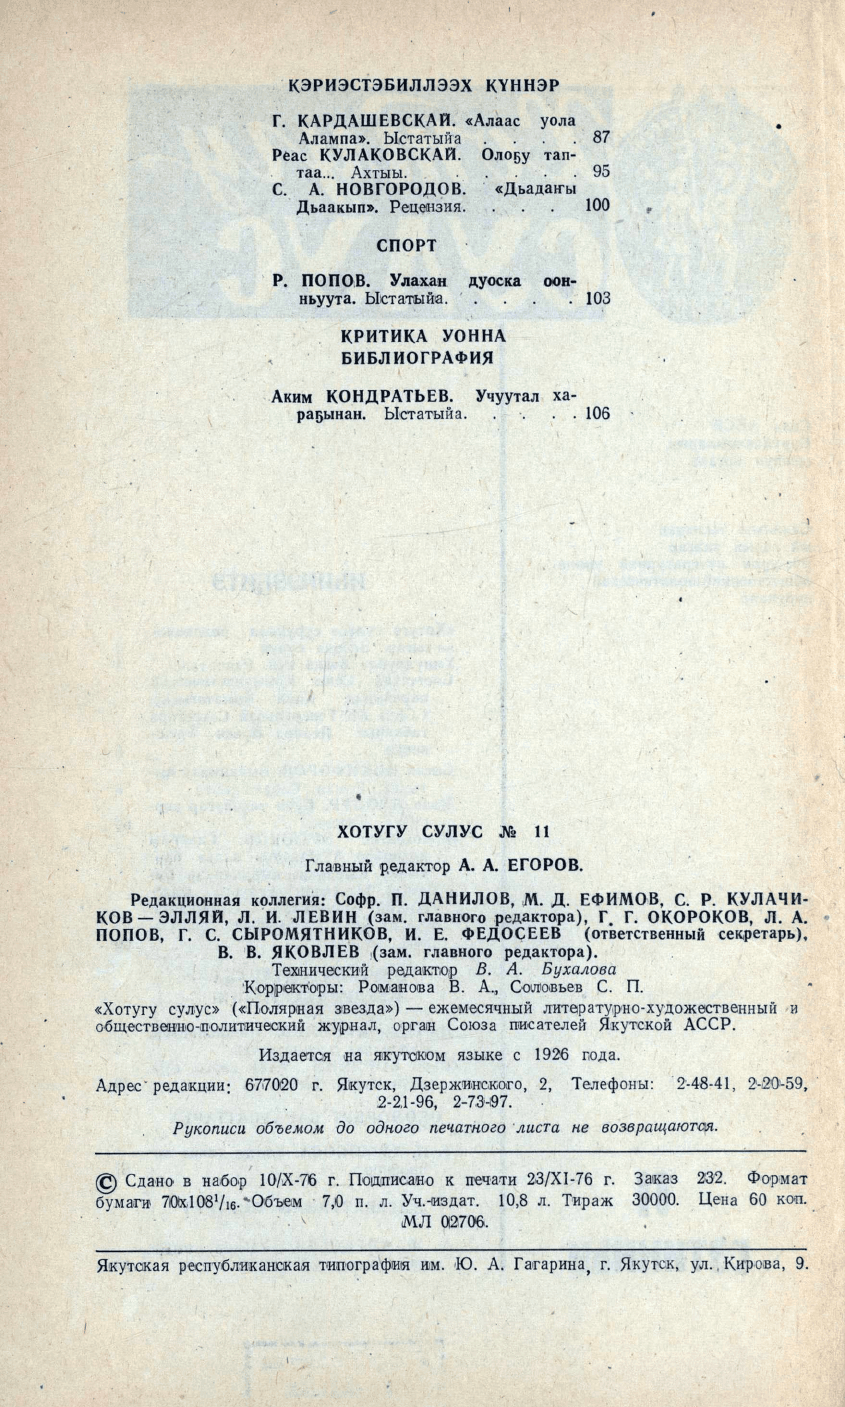 КЭРИЭСТЭБИЛЛЭЭХ КҮННЭР
Г. КАРДАШЕВСКАЙ. «Алаас уола
Алампа». Ыстатыйа . . . . 87
Реас КУЛАКОВСКАЙ. Олоҕу тап-
таа... Ахтыы. . . . . . 95
С. А. НОВГОРОДОВ. «Дьадаҥы
Дьаакып». Рецензия. . . . 100
СПОРТ
Р. ПОПОВ. Улахан дуоска оон-
ньуута. Ыстатыйа. . . . . 103
КРИТИКА УОННА
БИБЛИОГРАФИЯ
Аким КОНДРАТЬЕВ. Учуутал ха-
раҕынан. Ыстатыйа. . . . . 106
ХОТУГУ СУЛУС № 11
Главный редактор А. А. ЕГОРОВ.
Редакционная коллегия: Софр. П. ДАНИЛОВ, М. Д. ЕФИМОВ, С. Р. КУЛАЧИ-
КОВ — ЭЛЛЯЙ, Л. И. ЛЕВИН (зам. главного редактора), Г. Г. ОКОРОКОВ, Л. А.
ПОПОВ, Г. С. СЫРОМЯТНИКОВ, И. Е. ФЕДОСЕЕВ (ответственный секретарь),
В. В. ЯКОВЛЕВ (зам. главного редактора).
Технический редактор В. А. Бухалова
Корректоры: Романова В. А., Соловьев С. П.
«Хотугу сулус» («Полярная звезда») — ежемесячный литературно-художественный и
общественно-политический журнал, орган Союза писателей Якутской АССР.
Издается на якутском языке с 1926 года.
Адрес редакции: 677020 г. Якутск, Дзержинского, 2, Телефоны: 2-48-41, 2-20-59,
2-21-96, 2-73-97.
Рукописи объемом до одного печатного листа не возвращаются.
© Сдано в набор 10/X-76 г. Подписано к печати 23/XI-76 г. Заказ 232. Формат
бумаги 70х108¹/₁₆. Объем 7,0 п. л. Уч.-издат. 10,8 л. Тираж 30000. Цена 60 коп.
МЛ 02706.
Якутская республиканская типография им. Ю. А. Гагарина, г. Якутск, ул. Кирова, 9.